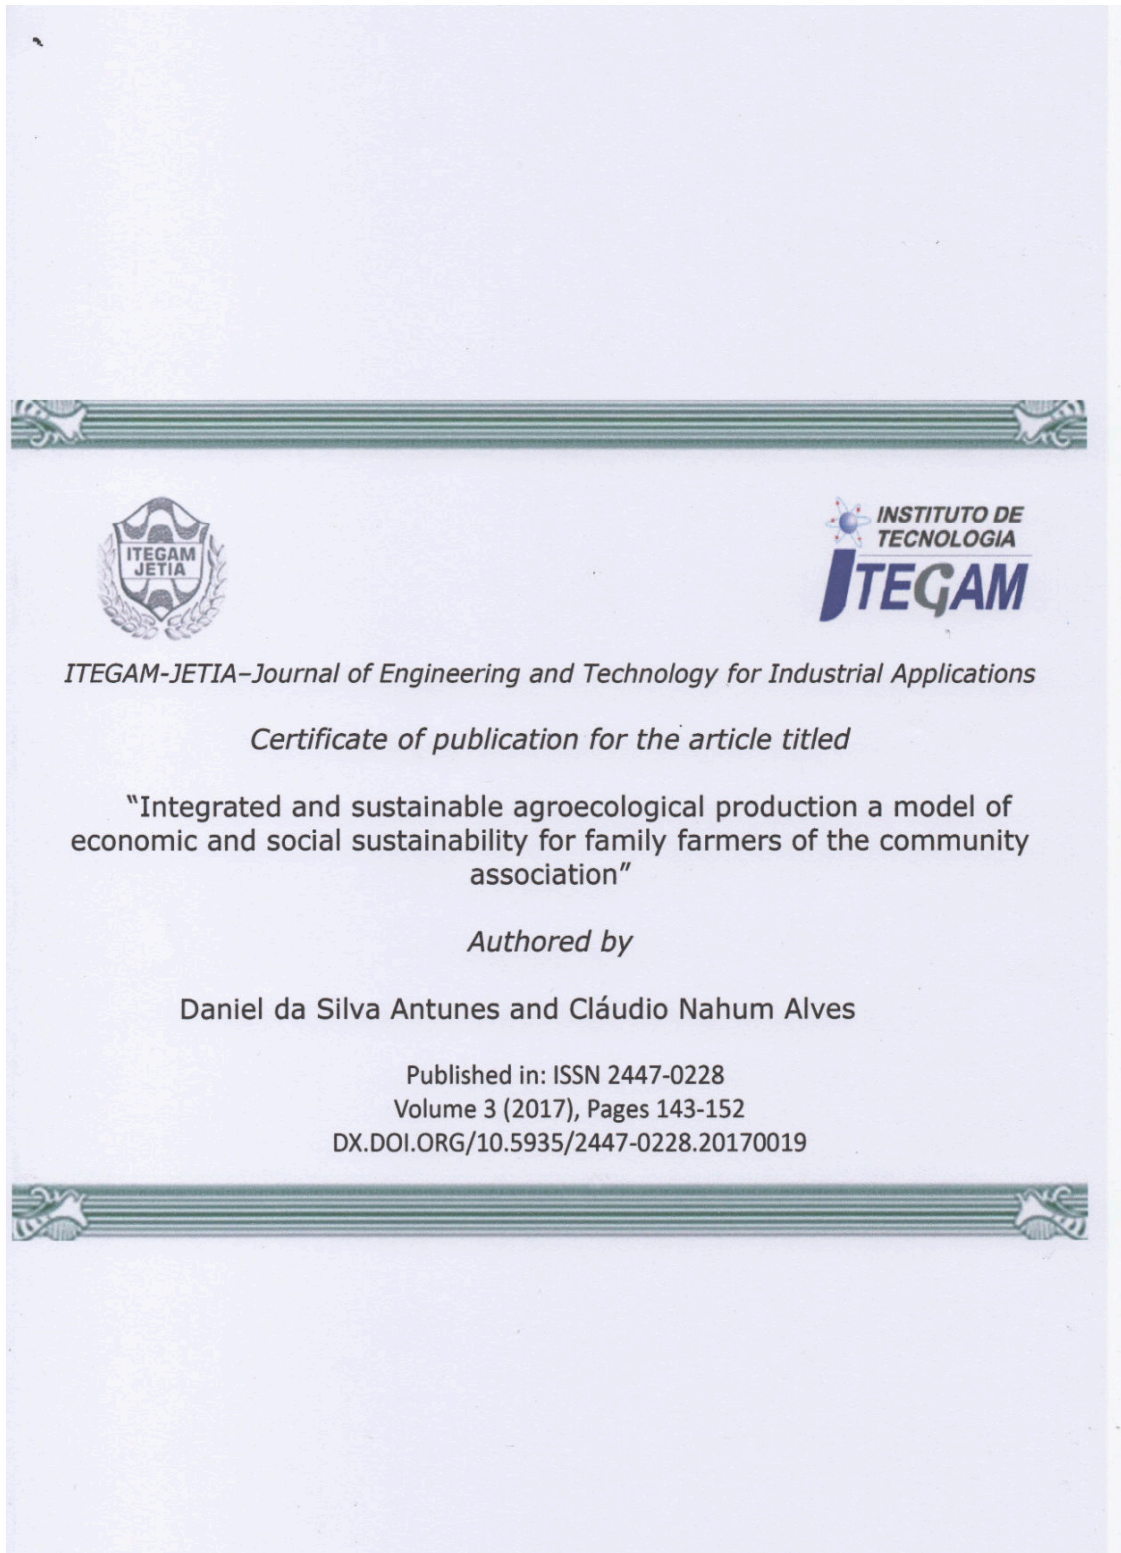 ITEGAM
JETIA
INSTITUTO DE
TECNOLOGIA
ITEGAM
ITEGAM-JETIA–Journal of Engineering and Technology for Industrial Applications
Certificate of publication for the article titled
"Integrated and sustainable agroecological production a model of
economic and social sustainability for family farmers of the community
association"
Authored by
Daniel da Silva Antunes and Cláudio Nahum Alves
Published in: ISSN 2447-0228
Volume 3 (2017), Pages 143-152
DX.DOI.ORG/10.5935/2447-0228.20170019